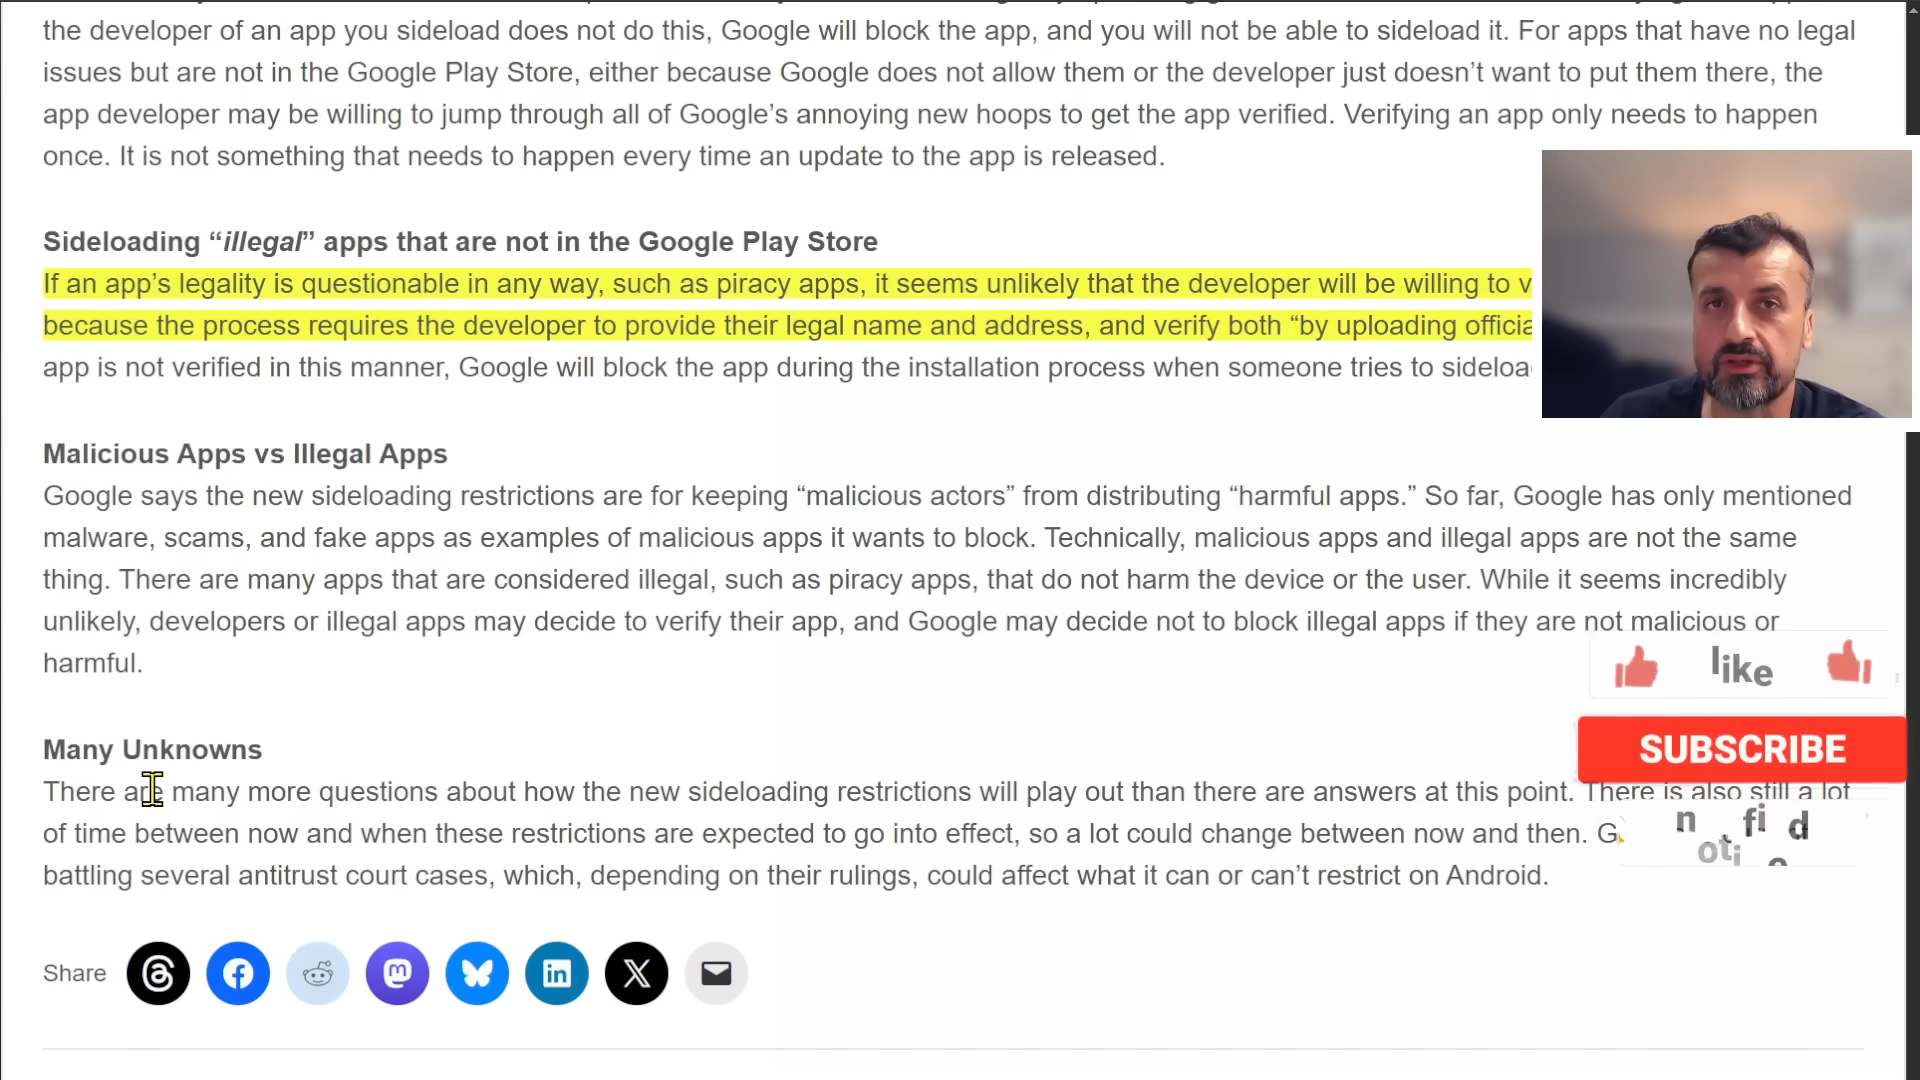 the developer of an app you sideload does not do this, Google will block the app, and you will not be able to sideload it. For apps that have no legal
issues but are not in the Google Play Store, either because Google does not allow them or the developer just doesn’t want to put them there, the
app developer may be willing to jump through all of Google’s annoying new hoops to get the app verified. Verifying an app only needs to happen
once. It is not something that needs to happen every time an update to the app is released.
Sideloading “illegal” apps that are not in the Google Play Store
If an app’s legality is questionable in any way, such as piracy apps, it seems unlikely that the developer will be willing to v
because the process requires the developer to provide their legal name and address, and verify both “by uploading officia
app is not verified in this manner, Google will block the app during the installation process when someone tries to sideloa
Malicious Apps vs Illegal Apps
Google says the new sideloading restrictions are for keeping “malicious actors” from distributing “harmful apps.” So far, Google has only mentioned
malware, scams, and fake apps as examples of malicious apps it wants to block. Technically, malicious apps and illegal apps are not the same
thing. There are many apps that are considered illegal, such as piracy apps, that do not harm the device or the user. While it seems incredibly
unlikely, developers or illegal apps may decide to verify their app, and Google may decide not to block illegal apps if they are not malicious or
harmful.
like
SUBSCRIBE
Many Unknowns
There are many more questions about how the new sideloading restrictions will play out than there are answers at this point. There is also still a lot
of time between now and when these restrictions are expected to go into effect, so a lot could change between now and then. G
battling several antitrust court cases, which, depending on their rulings, could affect what it can or can’t restrict on Android.
Share